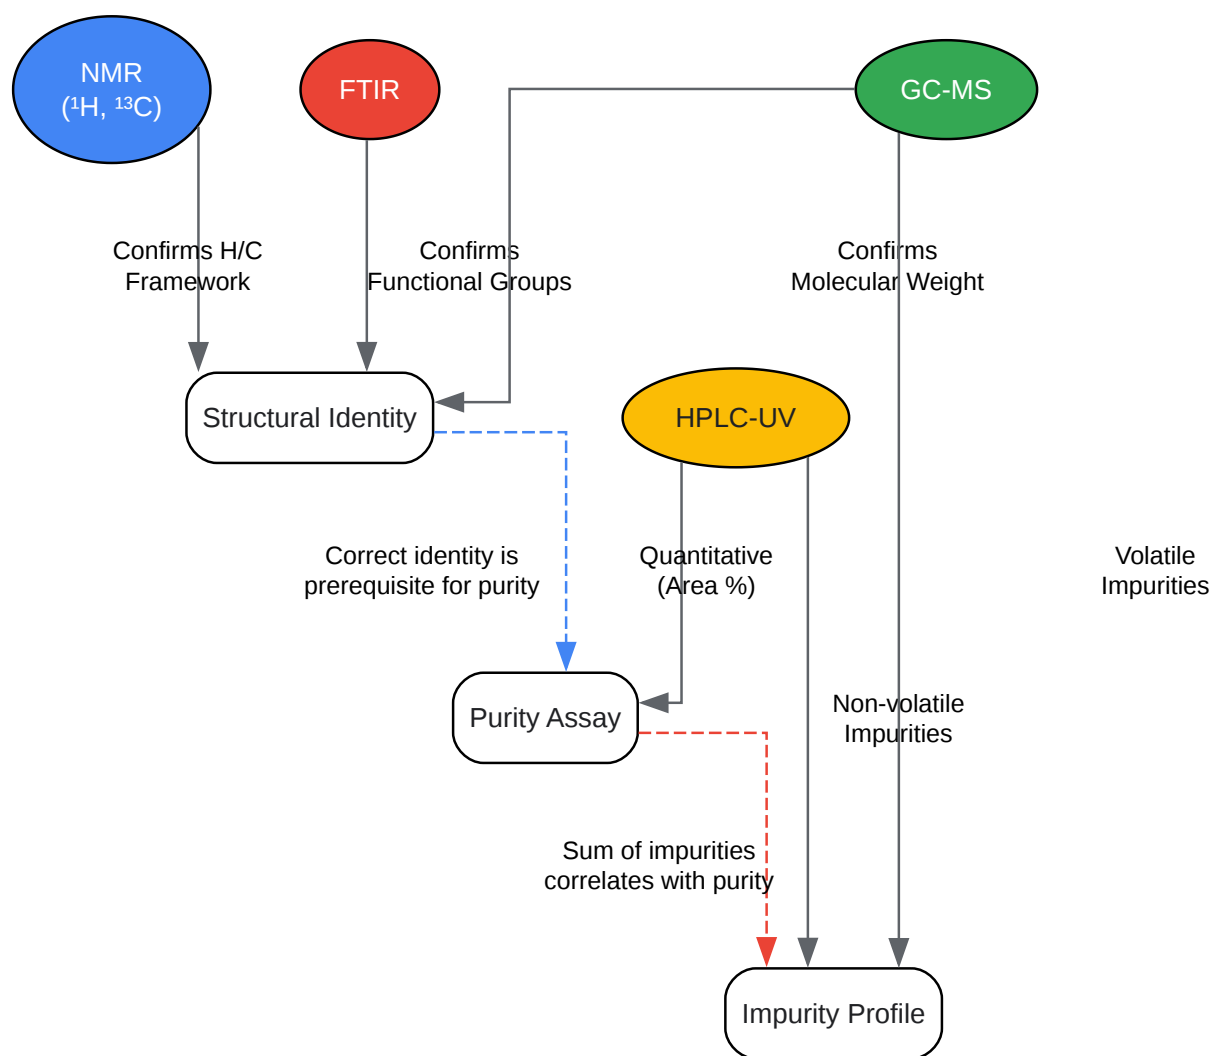 NMR
(¹H, ¹³C)
FTIR
GC-MS
Confirms H/C
Framework
Confirms
Functional Groups
Confirms
Molecular Weight
Structural Identity
HPLC-UV
Correct identity is
prerequisite for purity
Quantitative
(Area %)
Volatile
Impurities
Purity Assay
Non-volatile
Impurities
Sum of impurities
correlates with purity
Impurity Profile